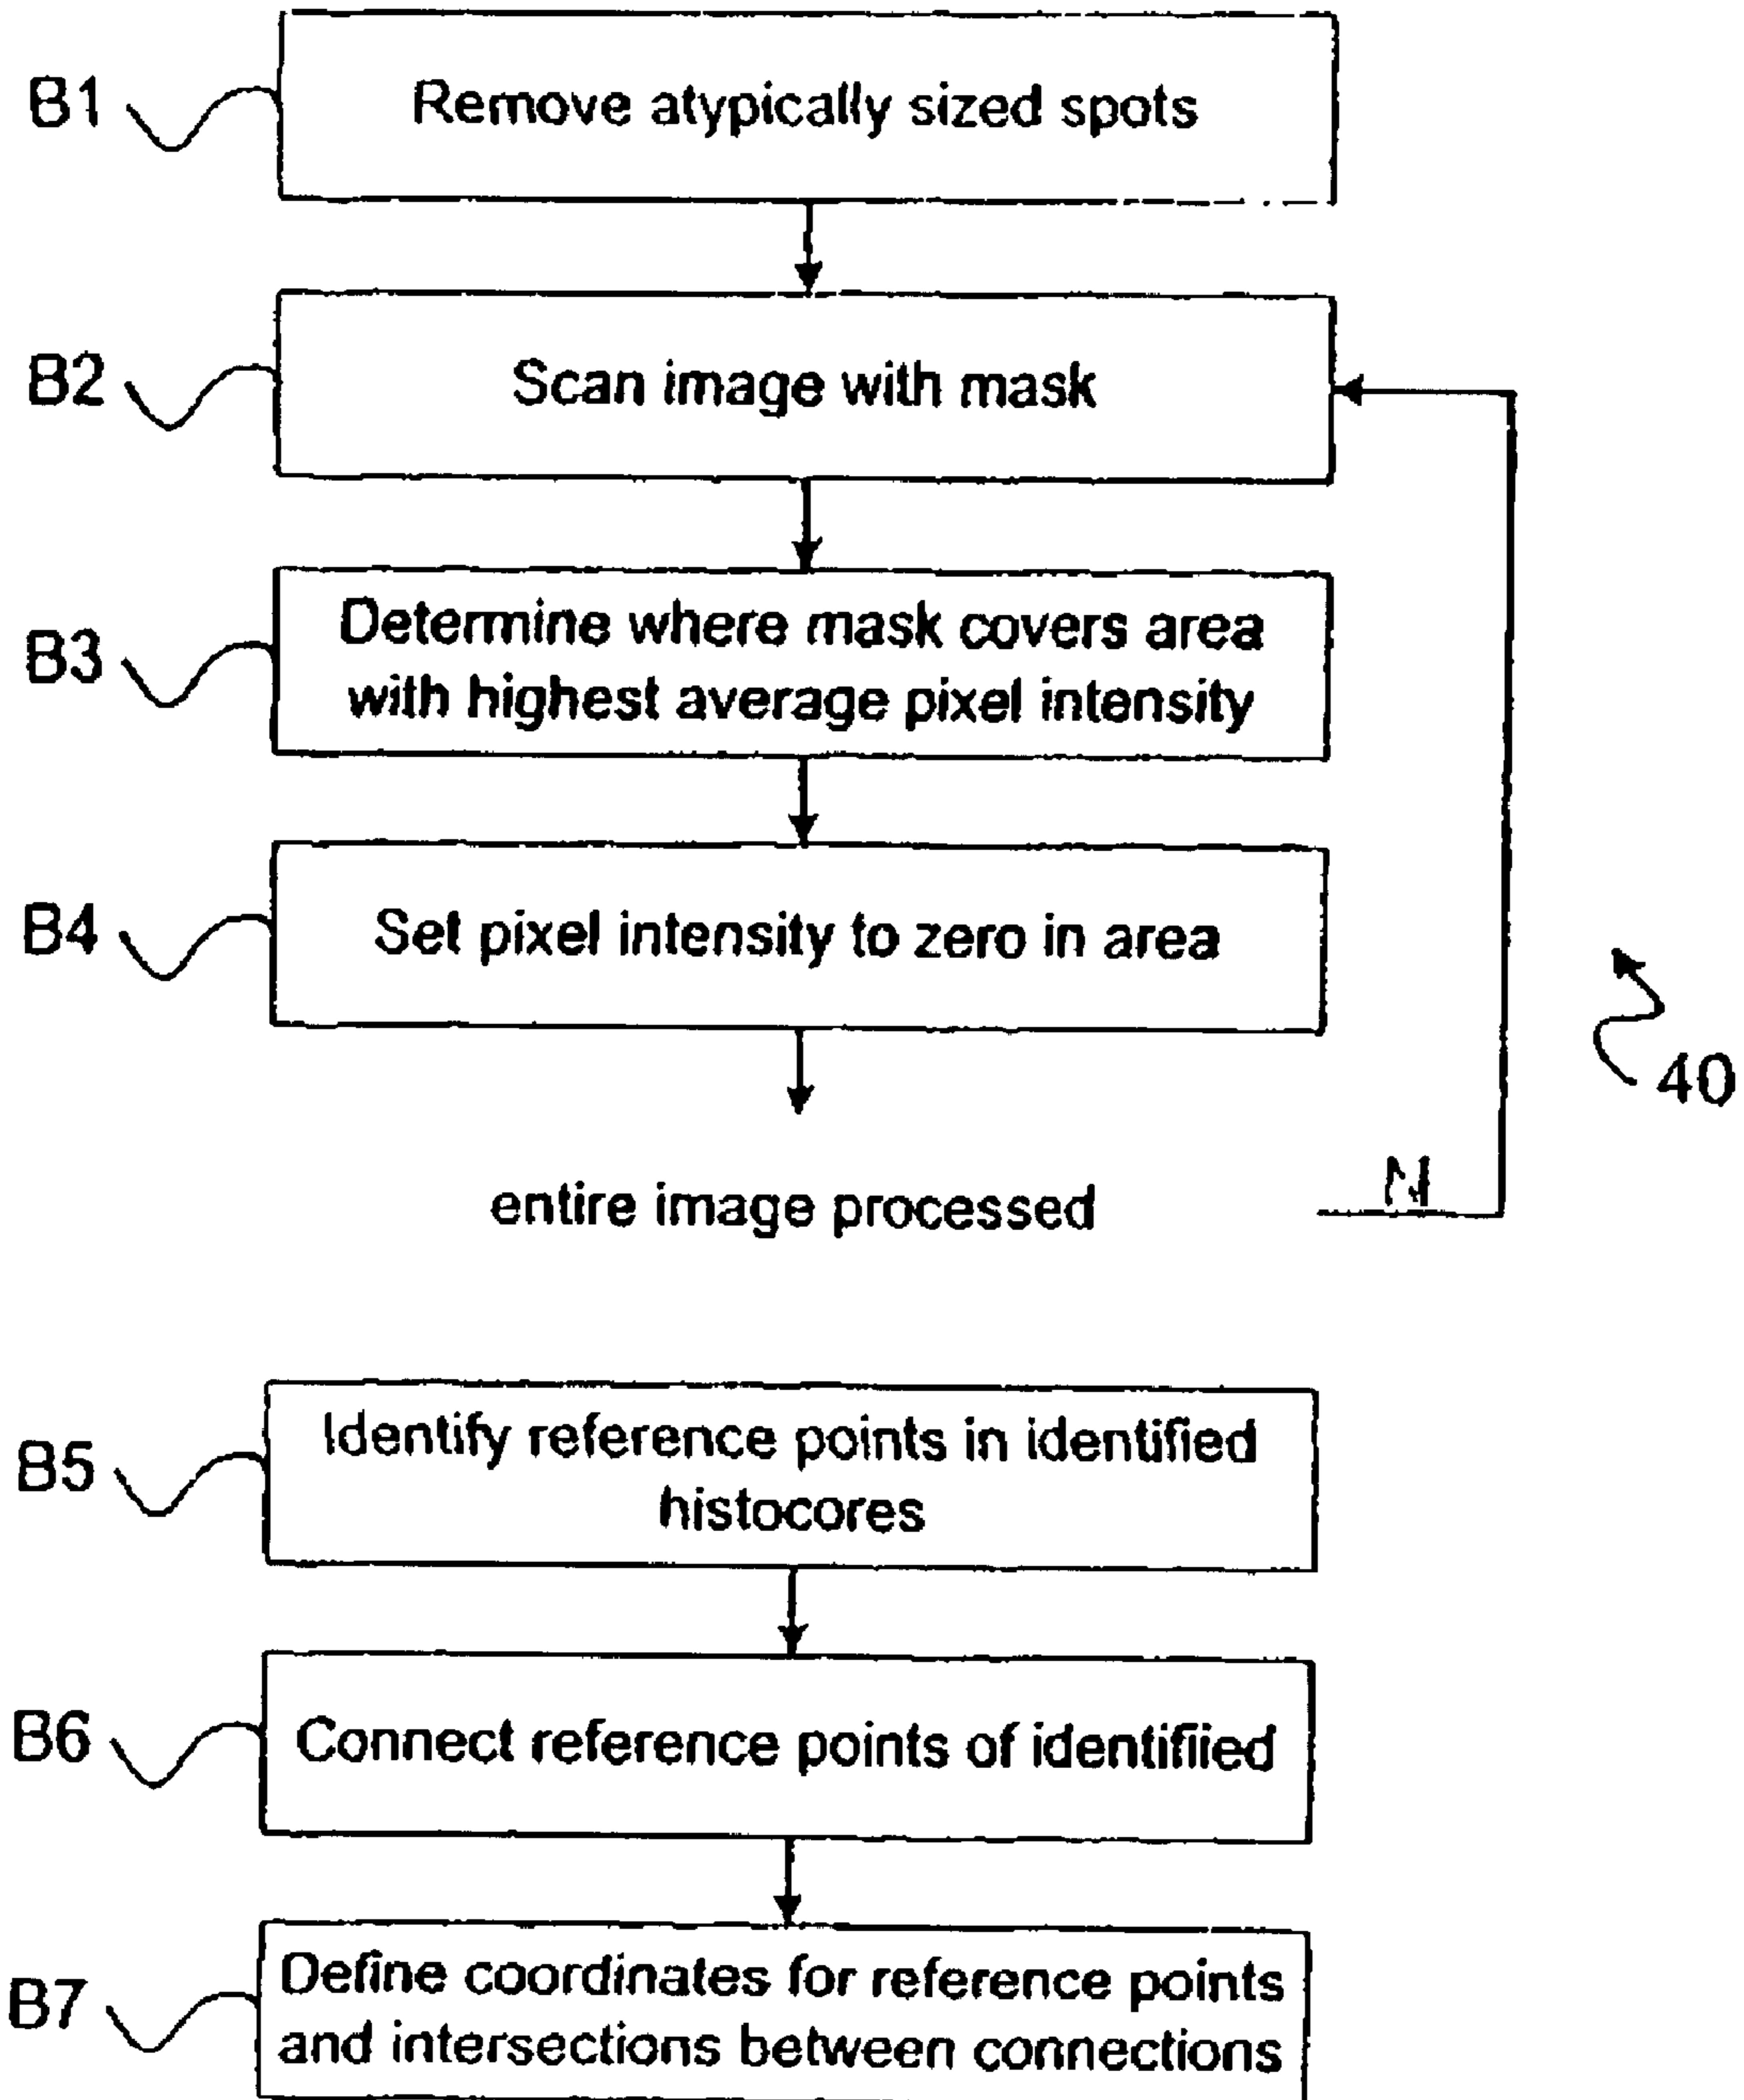 B1
Remove atypically sized spots
B2
Scan image with mask
B3
Determine where mask covers area
with highest average pixel intensity
B4
Set pixel intensity to zero in area
40
entire image processed
N
B5
Identify reference points in identified
histocores
B6
Connect reference points of identifiied
B7
Define coordinates for reference points
and intersections between connections